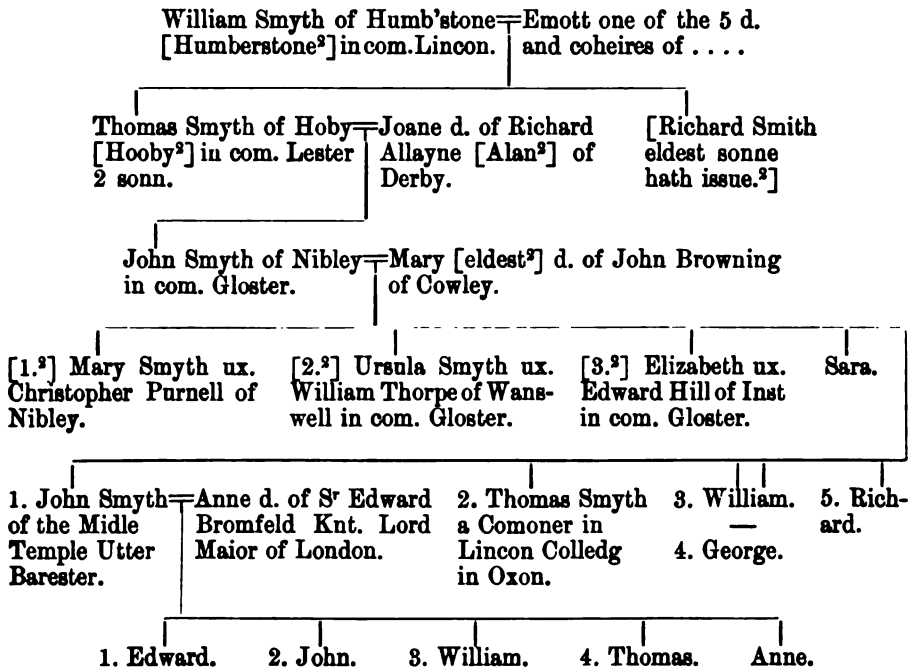 William Smyth of Humb'stone═Emott one of the 5 d.
[Humberstone²] in com. Lincon. and coheires of . . . .
Thomas Smyth of Hoby═Joane d. of Richard [Richard Smith
[Hooby²] in com. Lester Allayne [Alan²] of eldest sonne
2 sonn. Derby. hath issue.²]
John Smyth of Nibley═Mary [eldest²] d. of John Browning
in com. Gloster. of Cowley.
[1.²] Mary Smyth ux. [2.²] Ursula Smyth ux. [3.²] Elizabeth ux. Sara.
Christopher Purnell of William Thorpe of Wans- Edward Hill of Inst
Nibley. well in com. Gloster. in com. Gloster.
1. John Smyth═Anne d. of Sʳ Edward 2. Thomas Smyth 3. William. 5. Rich-
of the Midle Bromfeld Knt. Lord a Comoner in — ard.
Temple Utter Maior of London. Lincon Colledg 4. George.
Barester. in Oxon.
1. Edward. 2. John. 3. William. 4. Thomas. Anne.